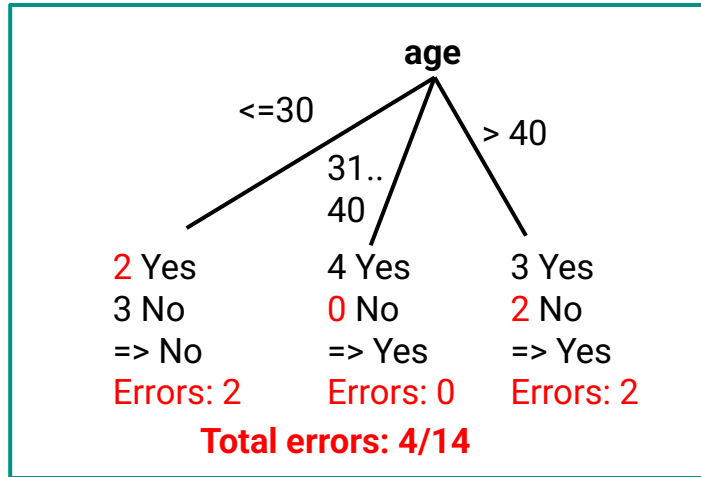 age
<=30
> 40
31..
40
2 Yes
3 No
=> No
Errors: 2
4 Yes
0 No
=> Yes
Errors: 0
3 Yes
2 No
=> Yes
Errors: 2
Total errors: 4/14